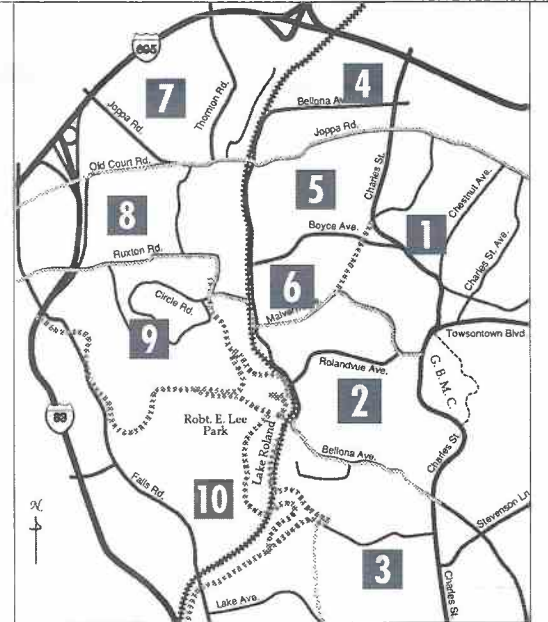 695
7
4
Joppa Rd.
Thornton Rd.
Bellona Av
Joppa Rd.
Old Court Rd.
5
Charles St.
Chestnut Ave.
8
Boyce Ave.
1
Charles St. Ave.
Ruxton Rd.
6
Circle Rd.
Malvern
9
Towsontown Blvd
Rolandvue Ave.
G.B.M.C.
2
Robt. E. Lee
Park
83
Lake Roland
Bellona Ave.
Charles St.
Falls Rd.
10
N.
Stevenson Ln
3
Lake Ave.
Charles St.